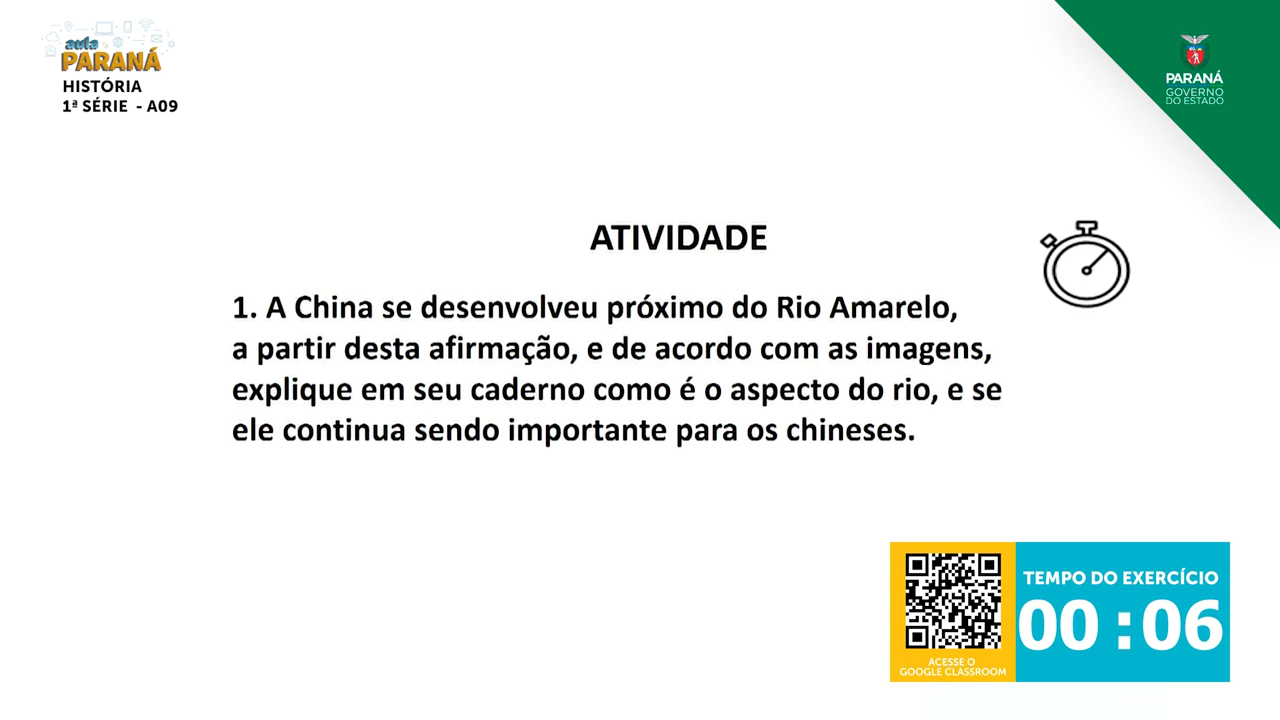 aula
PARANÁ
HISTÓRIA
1ª SÉRIE - A09
PARANÁ
GOVERNO
DO ESTADO
ATIVIDADE
1. A China se desenvolveu próximo do Rio Amarelo,
a partir desta afirmação, e de acordo com as imagens,
explique em seu caderno como é o aspecto do rio, e se
ele continua sendo importante para os chineses.
TEMPO DO EXERCÍCIO
00 : 06
ACESSE O
GOOGLE CLASSROOM